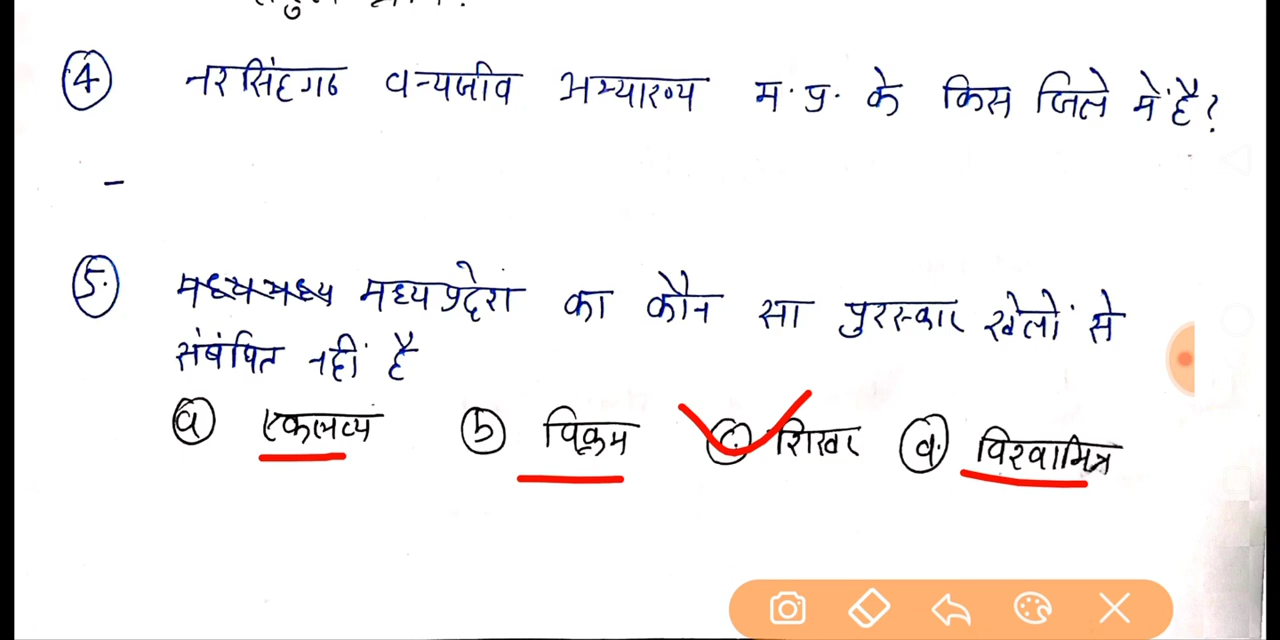 ④ नरसिंहगढ वन्यजीव अभ्यारण्य म. प्र. के किस जिले में है?
–
⑤. मध्यप्रदेश का कौन सा पुरस्कार खेलों से
संबंधित नहीं है
ⓐ एकलव्य ⓑ विक्रम ⓒ. शिखर ⓓ. विश्वामित्र